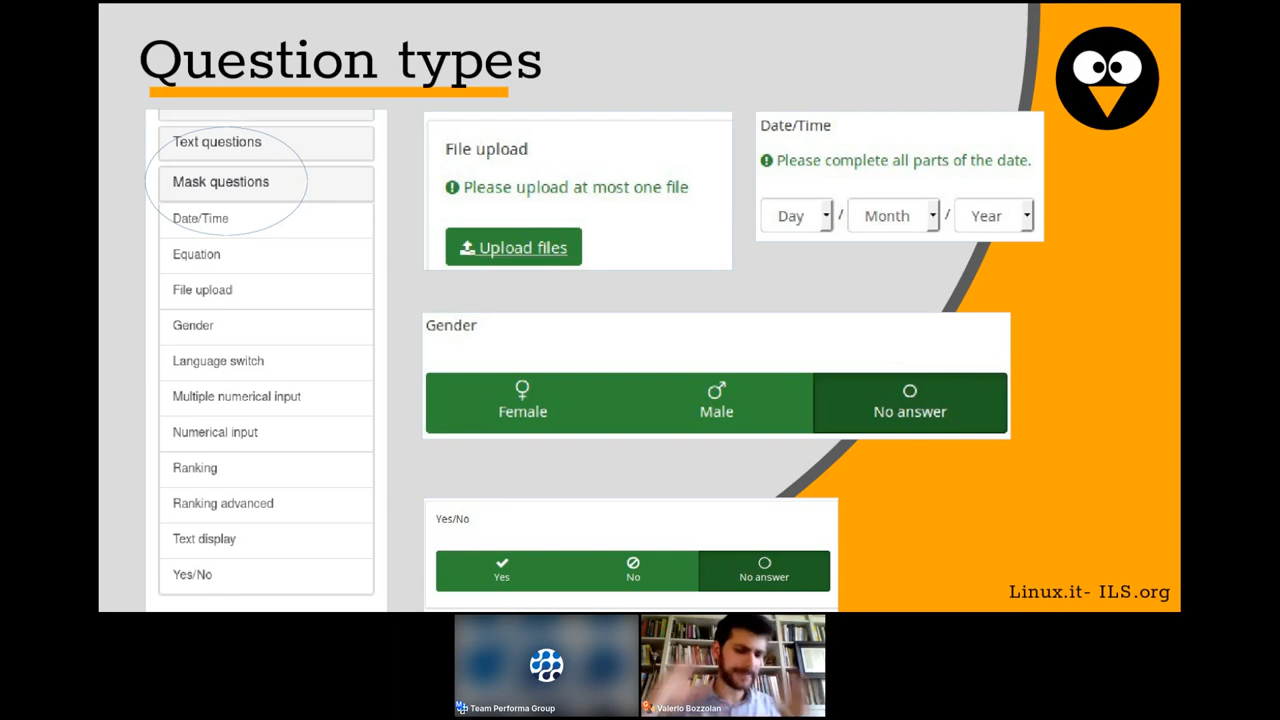 Question types
Text questions
Mask questions
Date/Time
Equation
File upload
Gender
Language switch
Multiple numerical input
Numerical input
Ranking
Ranking advanced
Text display
Yes/No
File upload
Please upload at most one file
Upload files
Date/Time
Please complete all parts of the date.
Day / Month / Year
Gender
Female Male No answer
Yes/No
Yes No No answer
Linux.it- ILS.org
Team Performa Group
Valerio Bozzolan